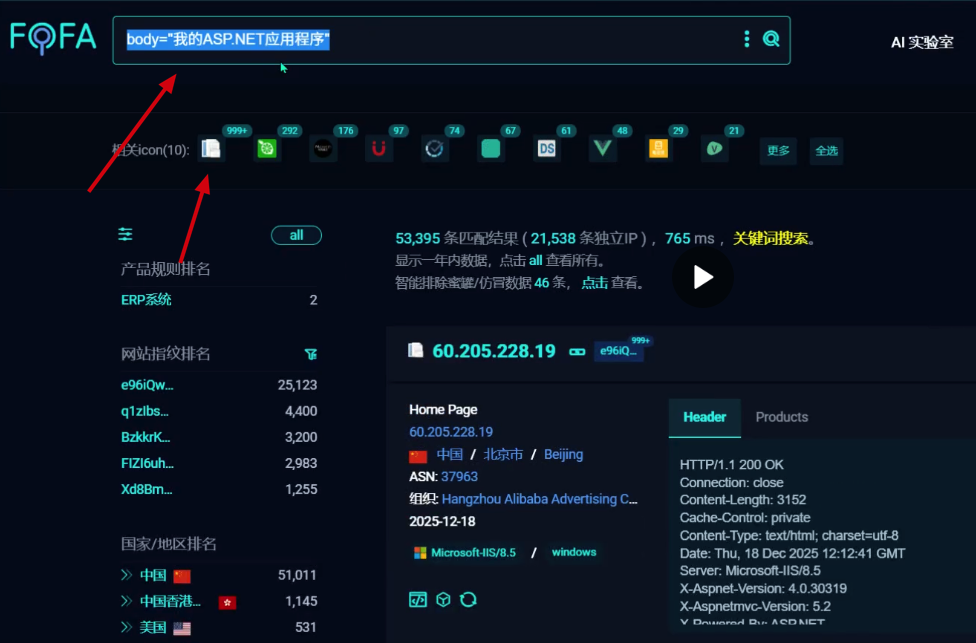 FOFA
body="我的ASP.NET应用程序"
AI 实验室
相关icon(10):
999+
292
176
97
74
67
61
48
29
21
DS
更多
全选
all
产品规则排名
ERP系统 2
网站指纹排名
e96iQw... 25,123
q1zIbs... 4,400
BzkkrK... 3,200
FIZI6uh... 2,983
Xd8Bm... 1,255
国家/地区排名
中国 51,011
中国香港... 1,145
美国 531
53,395 条匹配结果 ( 21,538 条独立IP ) ，765 ms ，关键词搜索。
显示一年内数据，点击 all 查看所有。
智能排除蜜罐/仿冒数据 46 条， 点击 查看。
60.205.228.19 e96iQ... 999+
Home Page
60.205.228.19
中国 / 北京市 / Beijing
ASN: 37963
组织: Hangzhou Alibaba Advertising C...
2025-12-18
Microsoft-IIS/8.5 / windows
Header Products
HTTP/1.1 200 OK
Connection: close
Content-Length: 3152
Cache-Control: private
Content-Type: text/html; charset=utf-8
Date: Thu, 18 Dec 2025 12:12:41 GMT
Server: Microsoft-IIS/8.5
X-Aspnet-Version: 4.0.30319
X-Aspnetmvc-Version: 5.2
X-Powered-By: ASP.NET